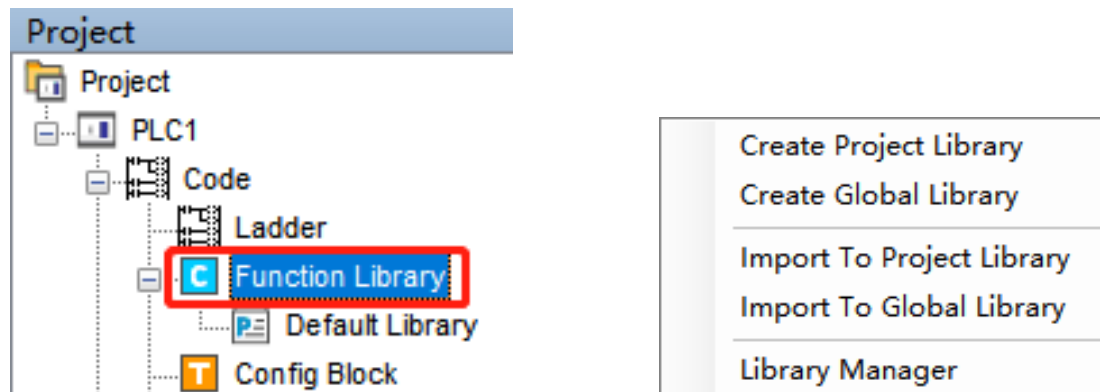 Project
Project
PLC1
Code
Ladder
C Function Library
P Default Library
T Config Block
Create Project Library
Create Global Library
Import To Project Library
Import To Global Library
Library Manager